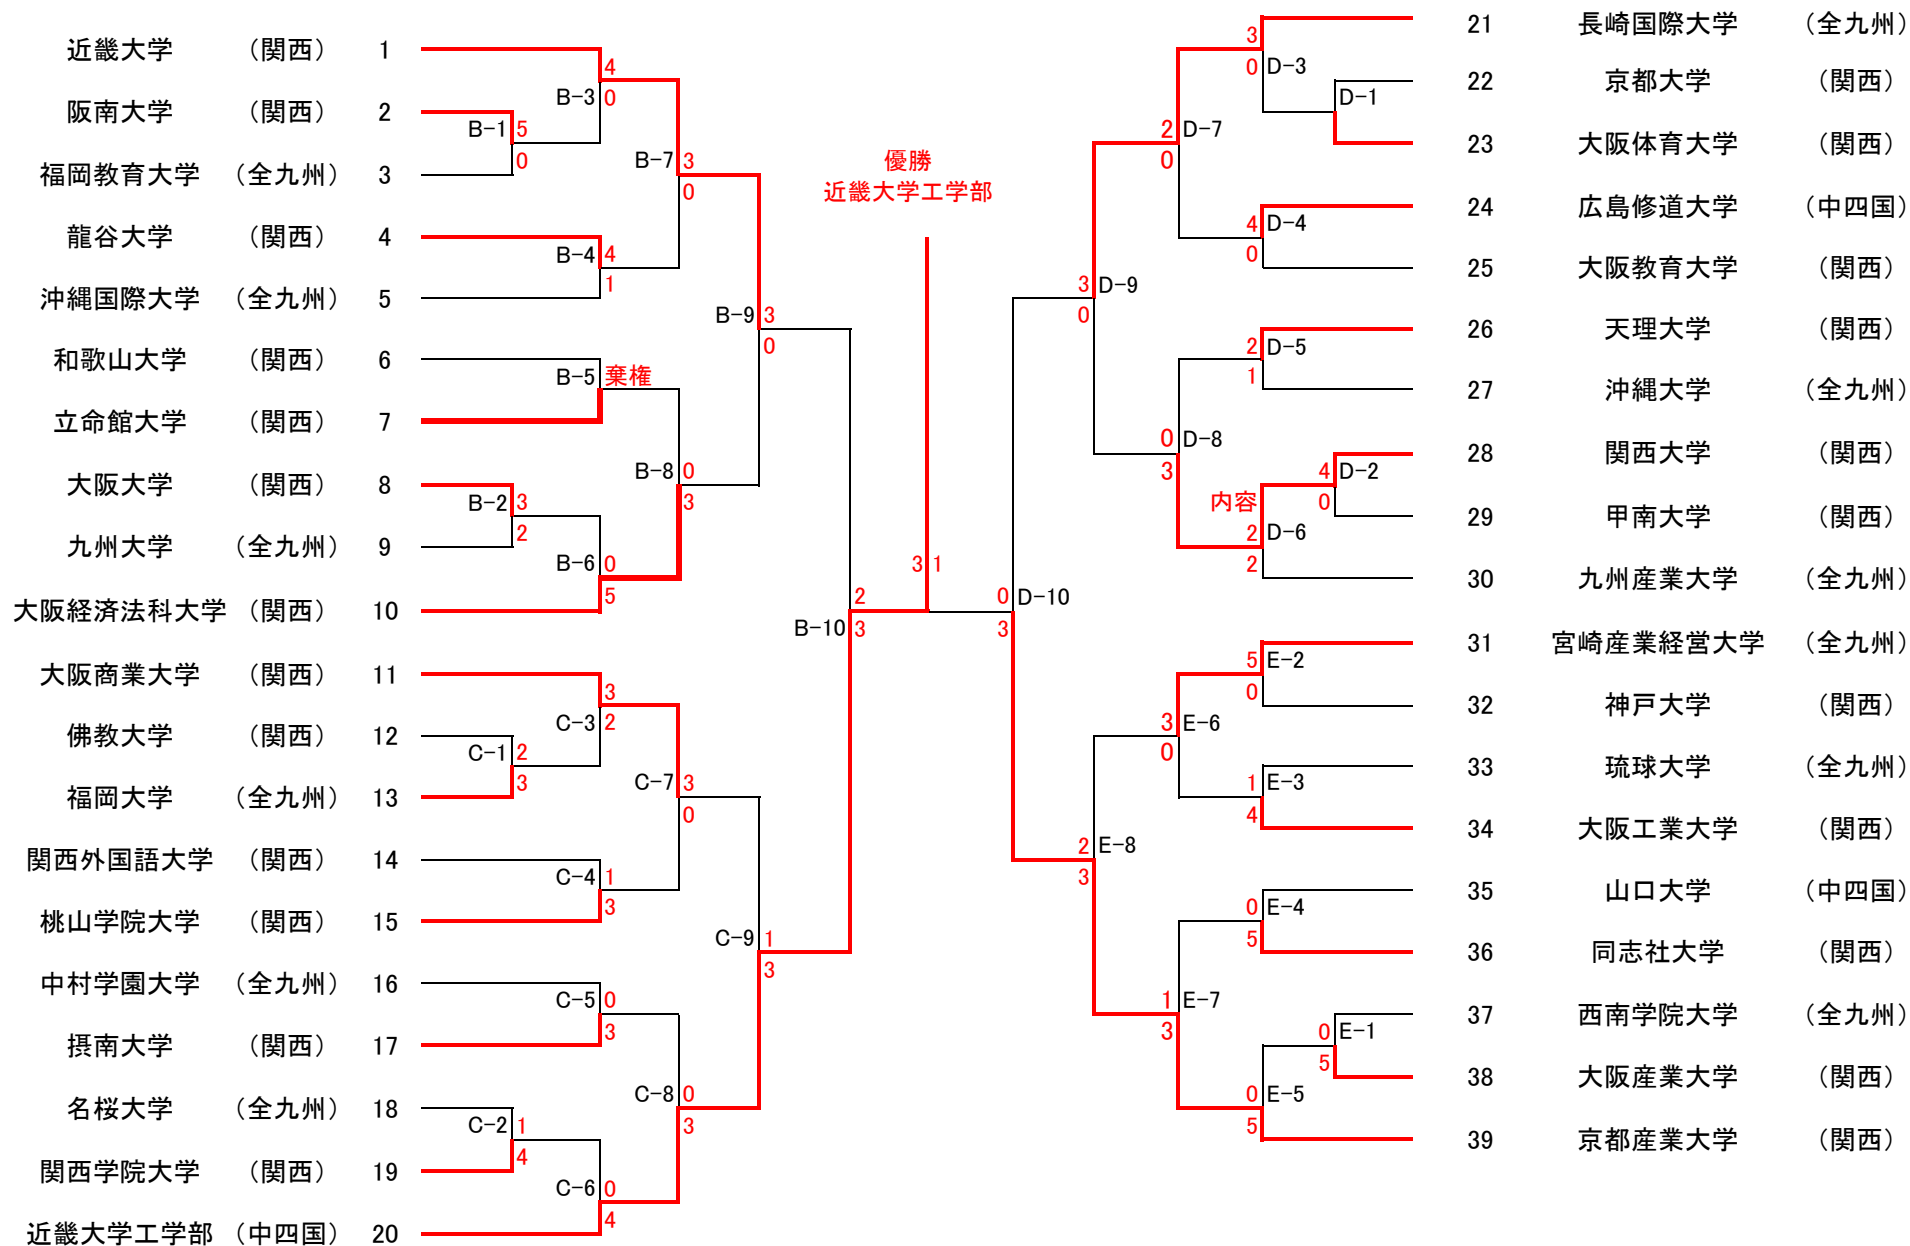 近畿大学 （関西） 1
阪南大学 （関西） 2
福岡教育大学 （全九州） 3
龍谷大学 （関西） 4
沖縄国際大学 （全九州） 5
和歌山大学 （関西） 6
立命館大学 （関西） 7
大阪大学 （関西） 8
九州大学 （全九州） 9
大阪経済法科大学 （関西） 10
大阪商業大学 （関西） 11
佛教大学 （関西） 12
福岡大学 （全九州） 13
関西外国語大学 （関西） 14
桃山学院大学 （関西） 15
中村学園大学 （全九州） 16
摂南大学 （関西） 17
名桜大学 （全九州） 18
関西学院大学 （関西） 19
近畿大学工学部 （中四国） 20
B-1 5
0
B-2 3
2
C-1 2
3
C-2 1
4
4
B-3 0
B-4 4
1
B-5 棄権
B-6 0
5
3
C-3 2
C-4 1
3
C-5 0
3
C-6 0
4
B-7 3
0
B-8 0
3
C-7 3
0
C-8 0
3
B-9 3
0
C-9 1
3
2
B-10 3
優勝
近畿大学工学部
3 1
0 D-10
3
3 D-9
0
2 E-8
3
2 D-7
0
0 D-8
3
3 E-6
0
1 E-7
3
3
0 D-3
4 D-4
0
2 D-5
1
内容
2 D-6
2
5 E-2
0
1 E-3
4
0 E-4
5
0 E-5
5
D-1
4 D-2
0
0 E-1
5
21 長崎国際大学 （全九州）
22 京都大学 （関西）
23 大阪体育大学 （関西）
24 広島修道大学 （中四国）
25 大阪教育大学 （関西）
26 天理大学 （関西）
27 沖縄大学 （全九州）
28 関西大学 （関西）
29 甲南大学 （関西）
30 九州産業大学 （全九州）
31 宮崎産業経営大学 （全九州）
32 神戸大学 （関西）
33 琉球大学 （全九州）
34 大阪工業大学 （関西）
35 山口大学 （中四国）
36 同志社大学 （関西）
37 西南学院大学 （全九州）
38 大阪産業大学 （関西）
39 京都産業大学 （関西）